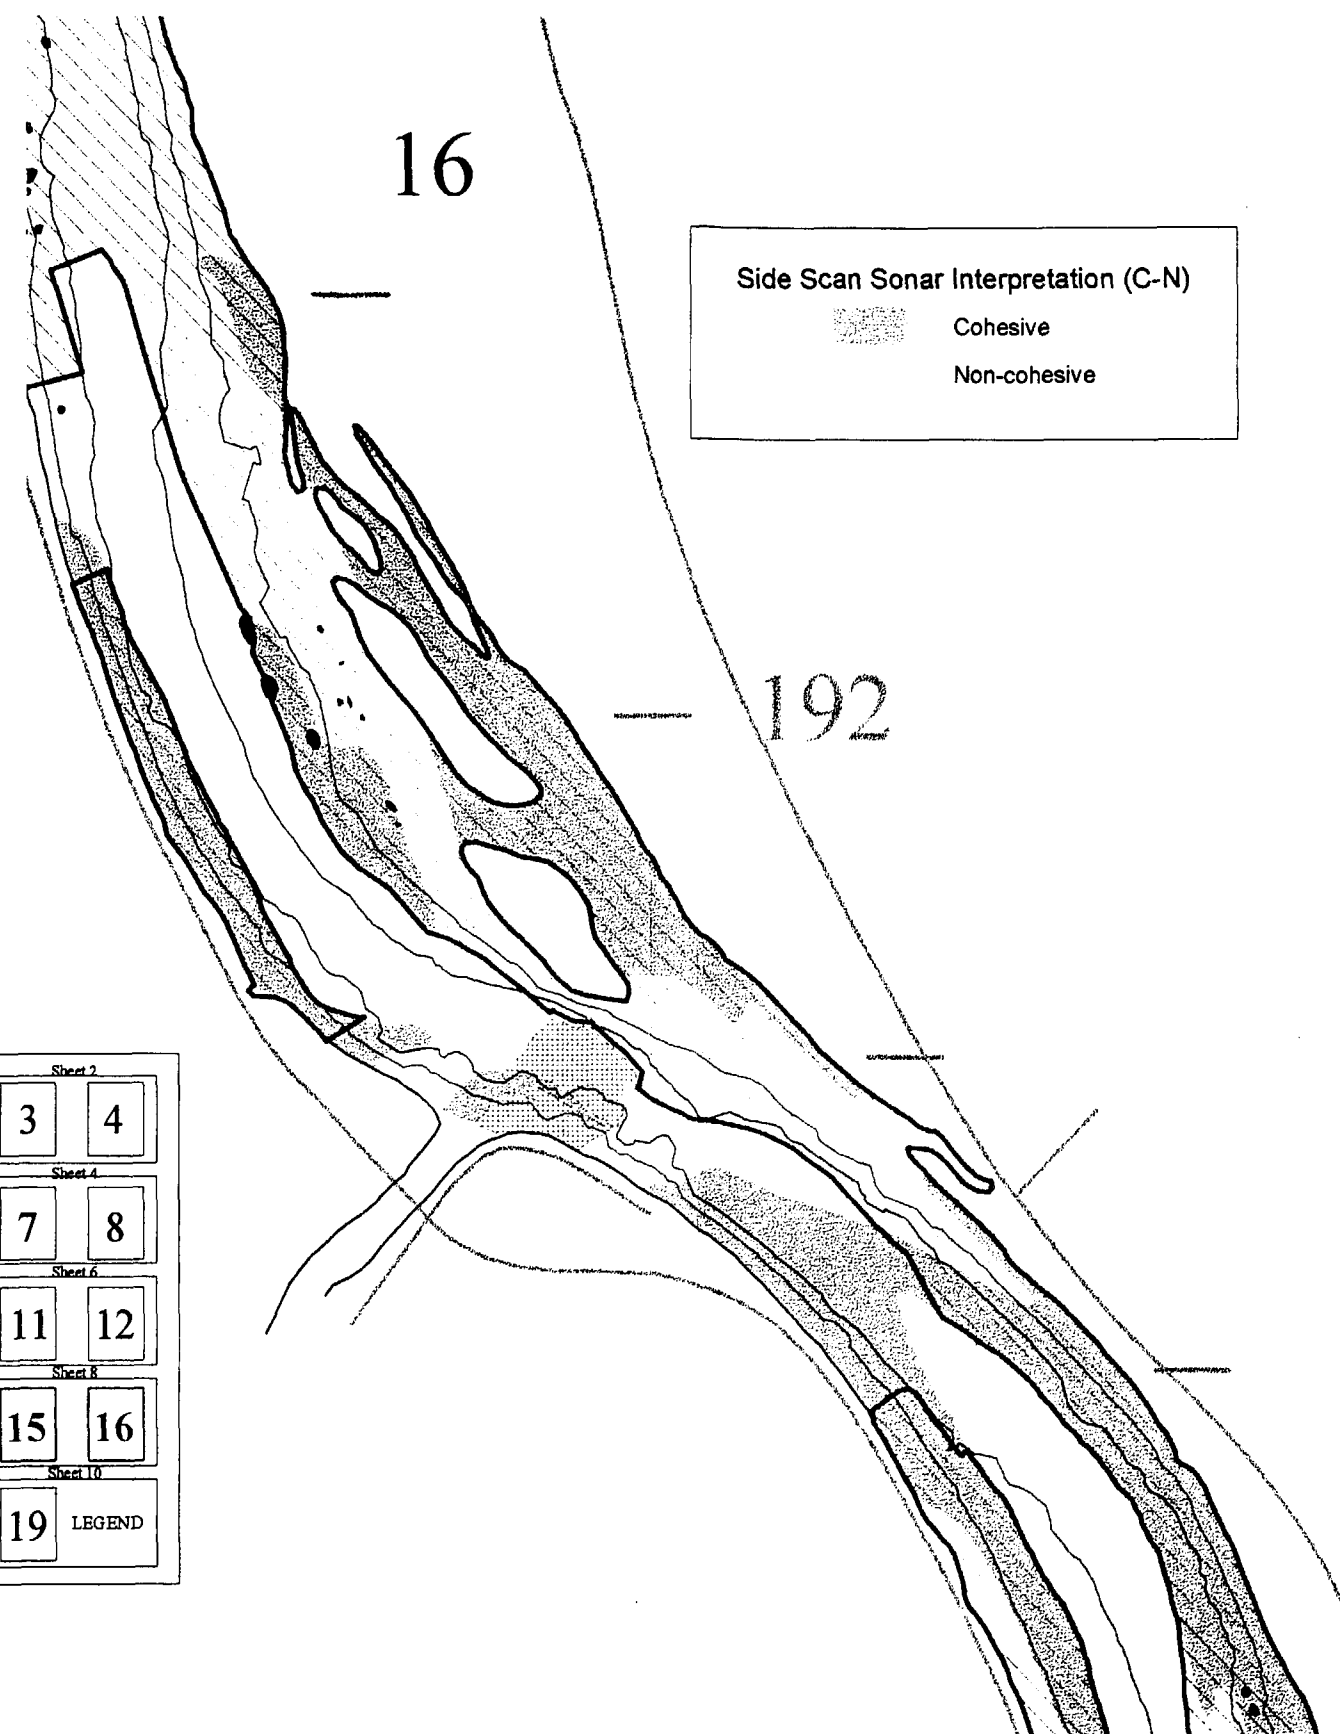 16
Side Scan Sonar Interpretation (C-N)
Cohesive
Non-cohesive
192
Sheet 2
3 4
Sheet 4
7 8
Sheet 6
11 12
Sheet 8
15 16
Sheet 10
19 LEGEND